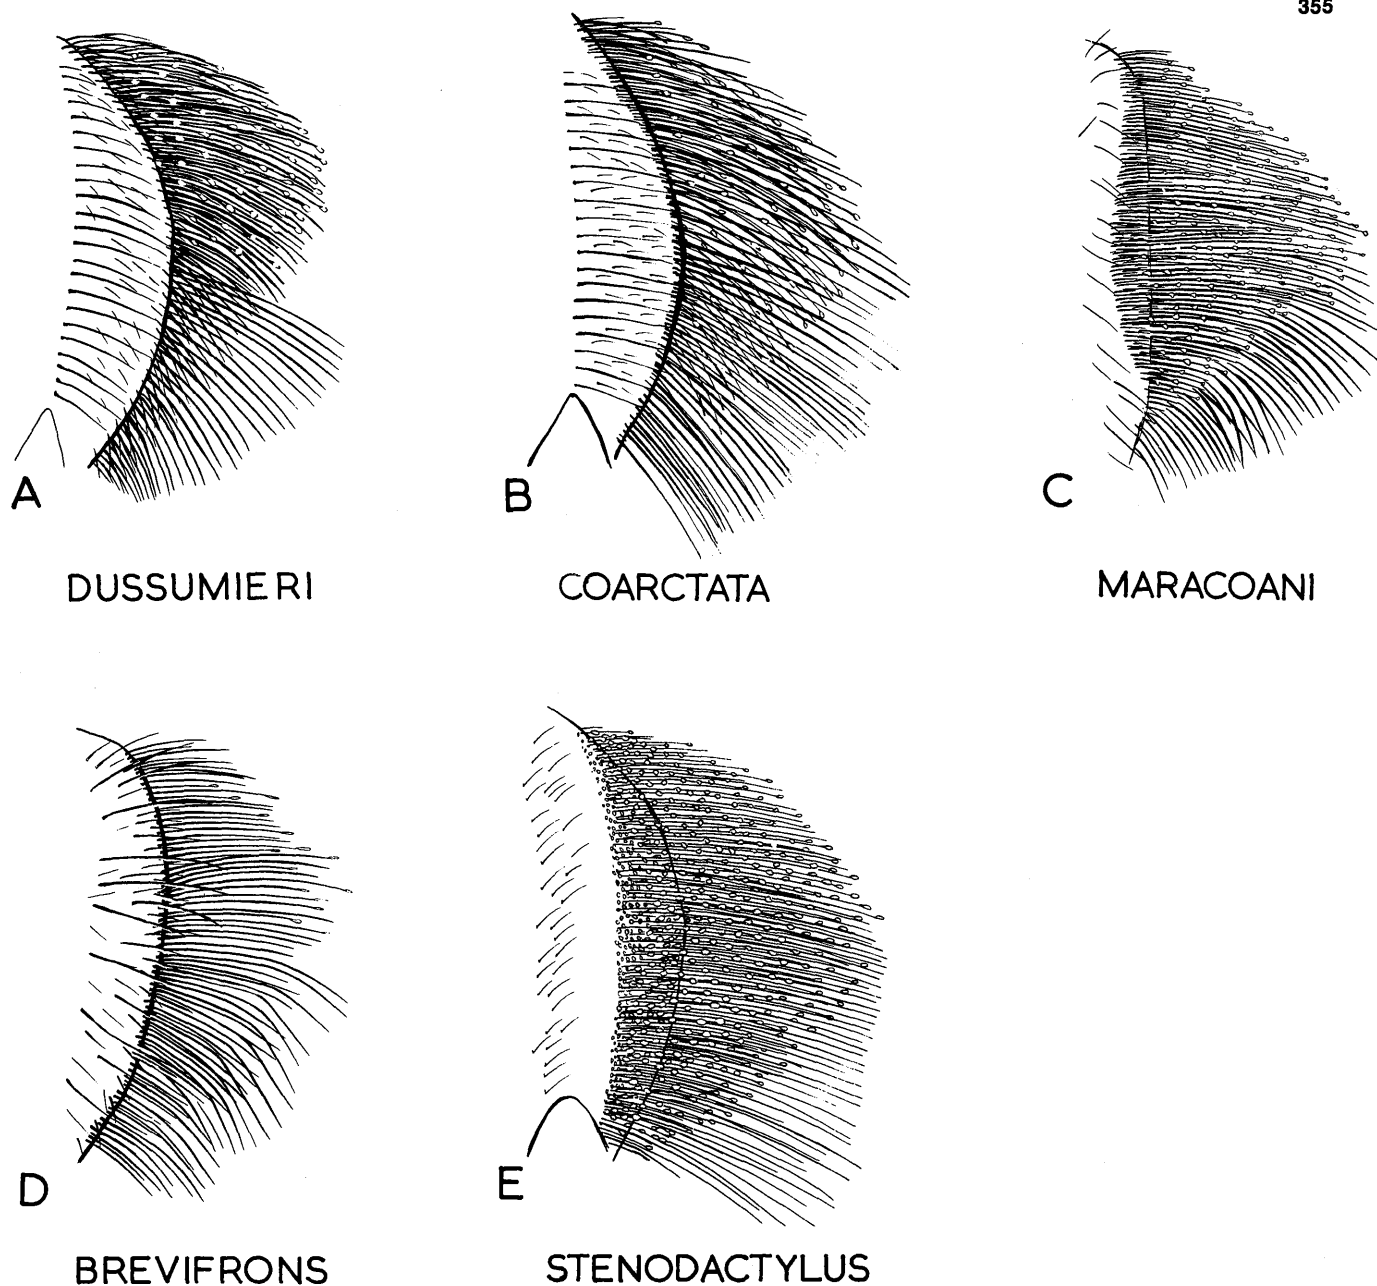 355
A
B
C
DUSSUMIERI
COARCTATA
MARACOANI
D
E
BREVIFRONS
STENODACTYLUS